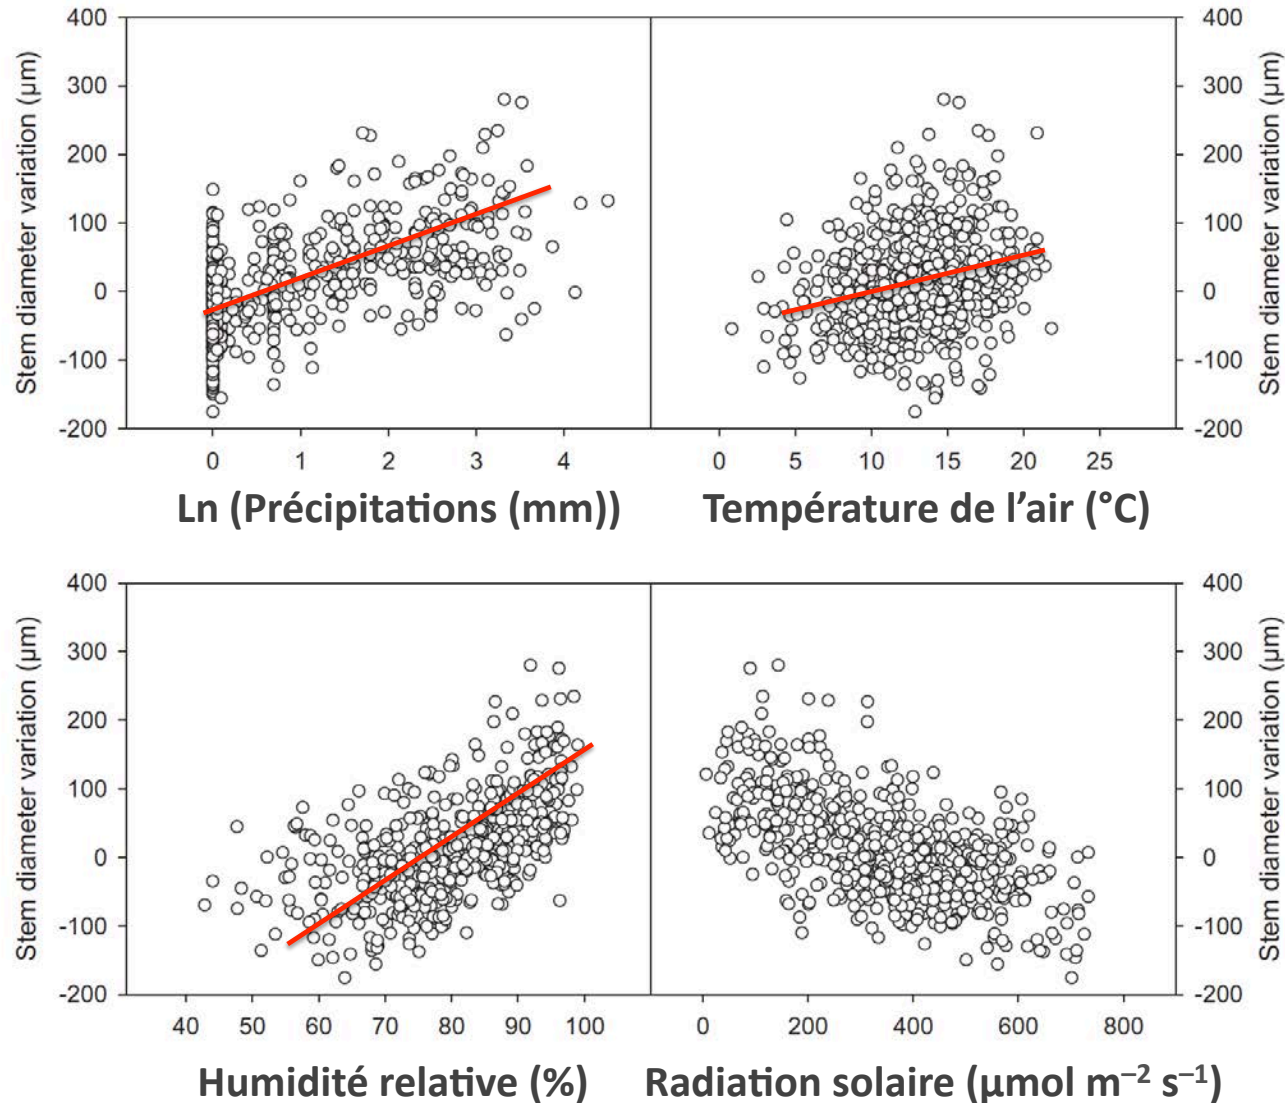 400
300
200
100
0
-100
-200
Stem diameter variation (µm)
400
300
200
100
0
-100
-200
Stem diameter variation (µm)
0 1 2 3 4
0 5 10 15 20 25
Ln (Précipitations (mm))
Température de l’air (°C)
400
300
200
100
0
-100
-200
Stem diameter variation (µm)
400
300
200
100
0
-100
-200
Stem diameter variation (µm)
40 50 60 70 80 90 100
0 200 400 600 800
Humidité relative (%)
Radiation solaire (µmol m⁻² s⁻¹)